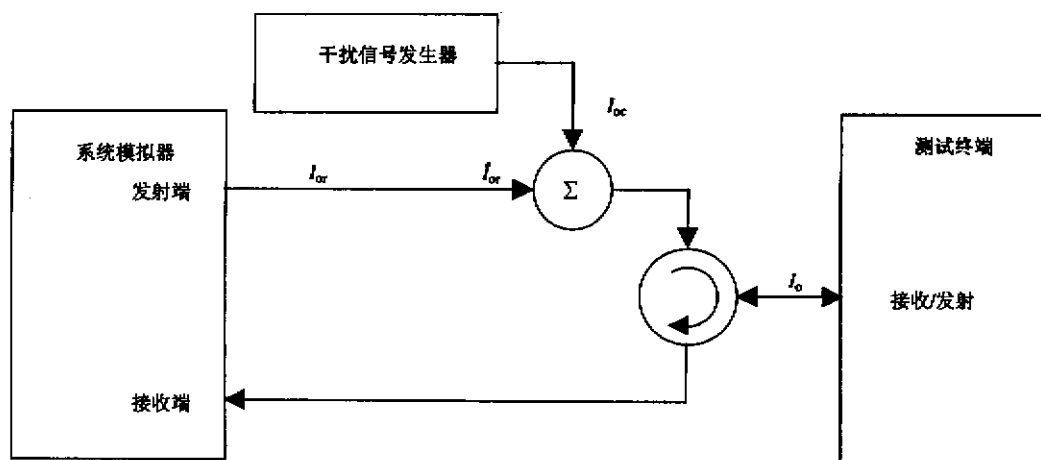 干扰信号发生器
I_oc
系统模拟器
测试终端
发射端
I_or
Î_or
Σ
I_o
接收/发射
接收端